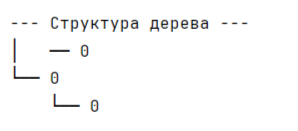 --- Структура дерева ---
│   ── 0
└── 0
    └── 0